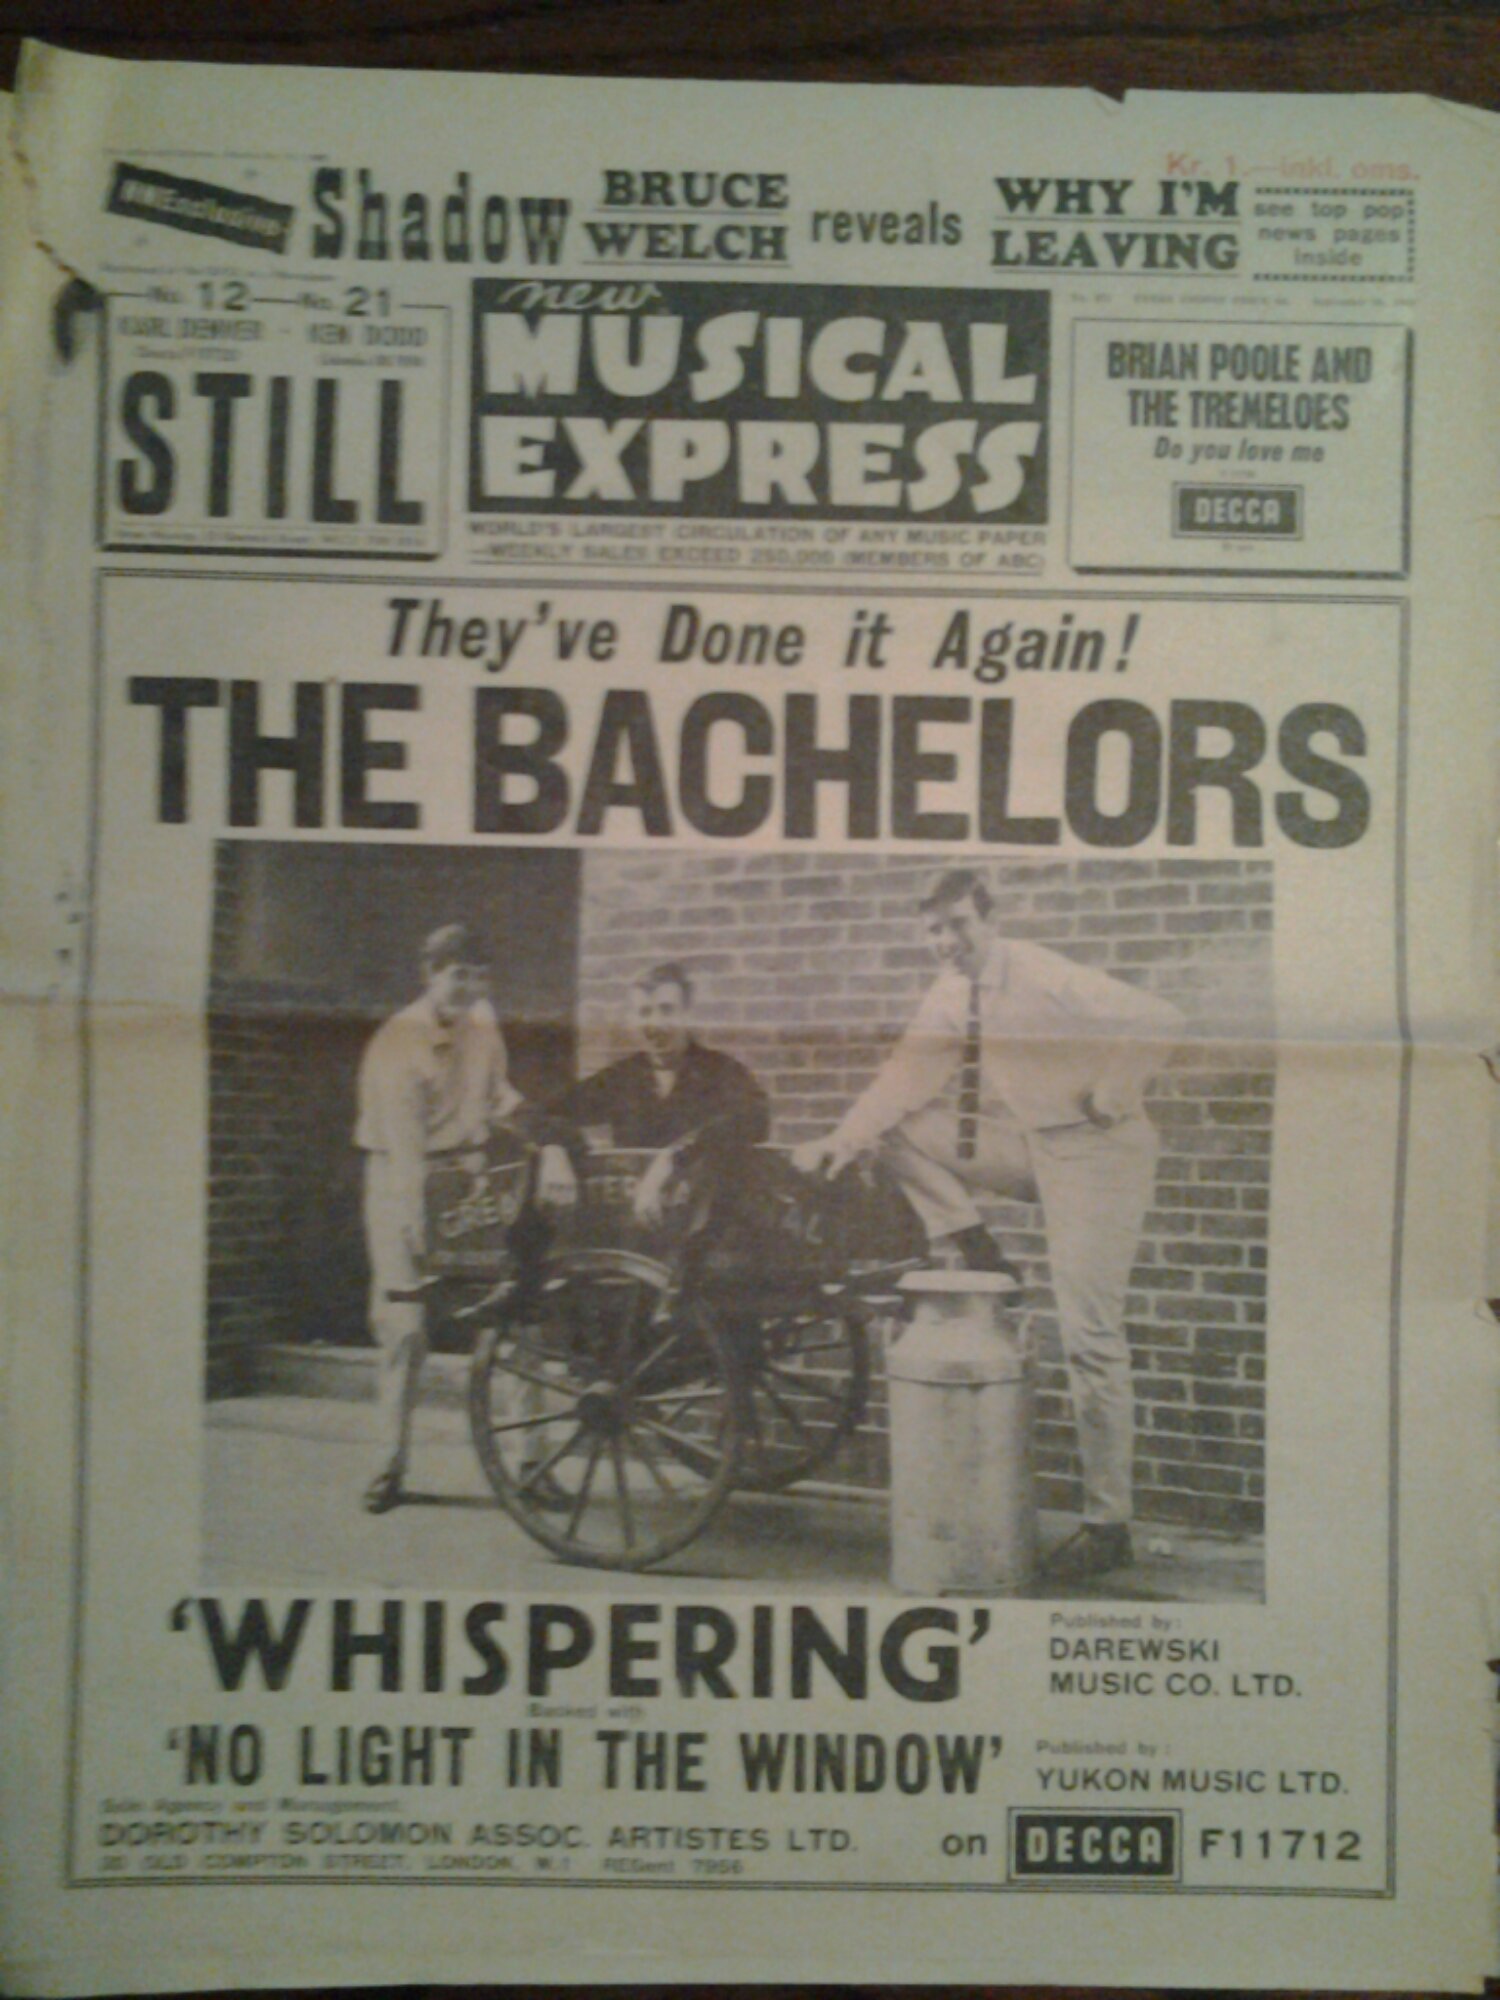 Kr. 1.—inkl. oms.
Shadow BRUCE WELCH reveals WHY I'M LEAVING
see top pop
news pages
inside
No. 12 — No. 21
KARL DENVER - KEN DODD
STILL
new
MUSICAL
EXPRESS
WORLD'S LARGEST CIRCULATION OF ANY MUSIC PAPER
—WEEKLY SALES EXCEED 250,000 (MEMBERS OF ABC)
BRIAN POOLE AND
THE TREMELOES
Do you love me
DECCA
They've Done it Again!
THE BACHELORS
'WHISPERING'
Published by:
DAREWSKI
MUSIC CO. LTD.
Backed with
'NO LIGHT IN THE WINDOW'
Published by:
YUKON MUSIC LTD.
Sole Agency and Management:
DOROTHY SOLOMON ASSOC. ARTISTES LTD.
OLD COMPTON STREET, LONDON, W.1 REGent 7956
on DECCA F11712